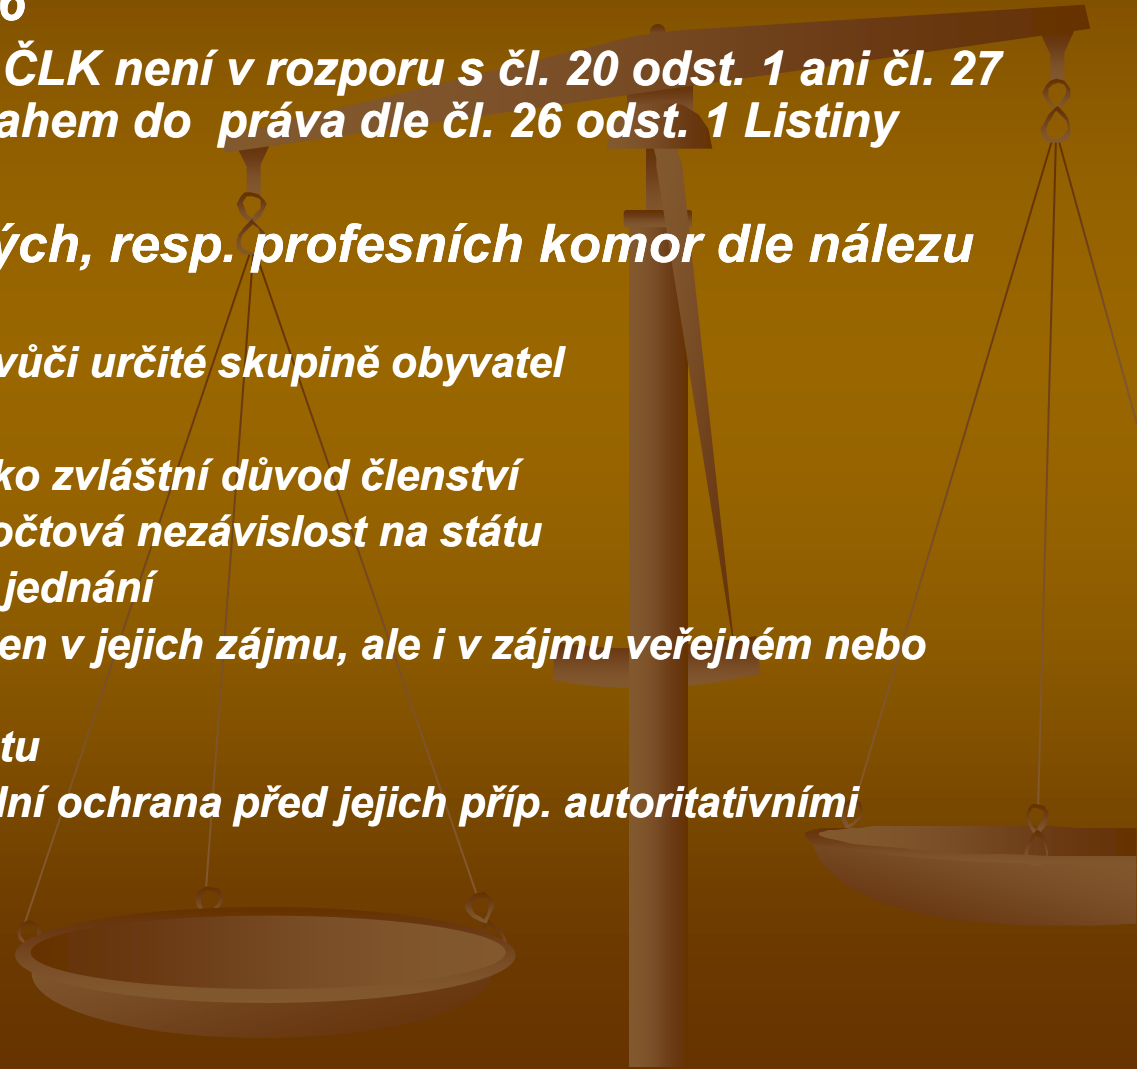 ČLK není v rozporu s čl. 20 odst. 1 ani čl. 27
ahem do práva dle čl. 26 odst. 1 Listiny
ých, resp. profesních komor dle nálezu
vůči určité skupině obyvatel
ko zvláštní důvod členství
očtová nezávislost na státu
jednání
en v jejich zájmu, ale i v zájmu veřejném nebo
tu
lní ochrana před jejich příp. autoritativními